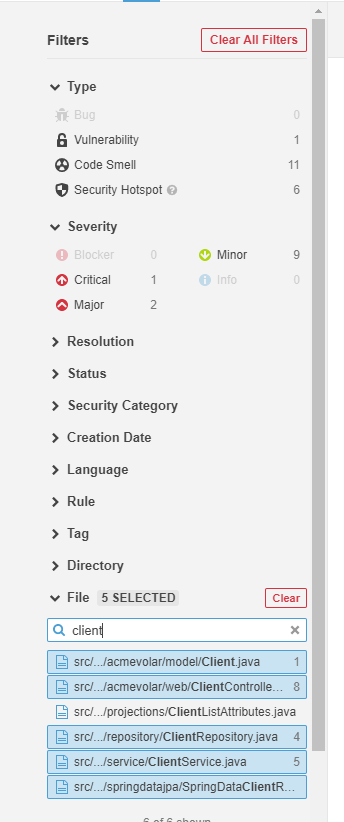 Filters Clear All Filters
Type
Bug 0
Vulnerability 1
Code Smell 11
Security Hotspot ? 6
Severity
Blocker 0 Minor 9
Critical 1 Info 0
Major 2
Resolution
Status
Security Category
Creation Date
Language
Rule
Tag
Directory
File 5 SELECTED Clear
client
src/.../acmevolar/model/Client.java 1
src/.../acmevolar/web/ClientControlle... 8
src/.../projections/ClientListAttributes.java
src/.../repository/ClientRepository.java 4
src/.../service/ClientService.java 5
src/.../springdatajpa/SpringDataClientR...
6 of 6 shown